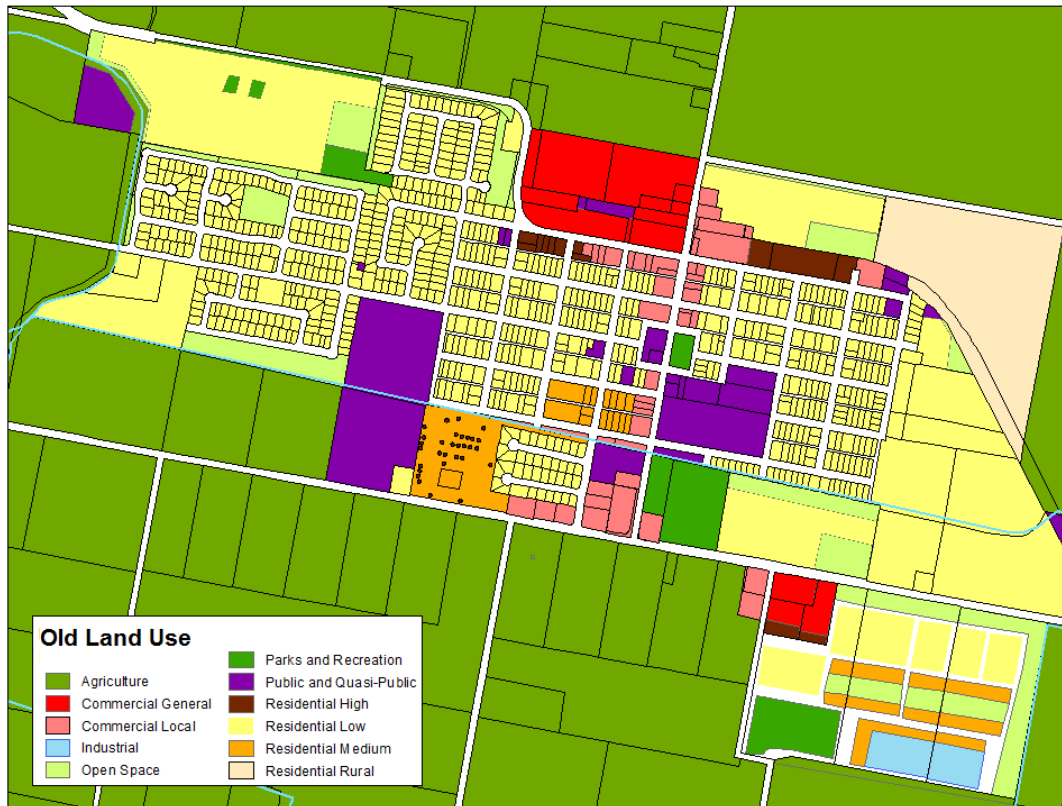 Old Land Use
Agriculture
Commercial General
Commercial Local
Industrial
Open Space
Parks and Recreation
Public and Quasi-Public
Residential High
Residential Low
Residential Medium
Residential Rural